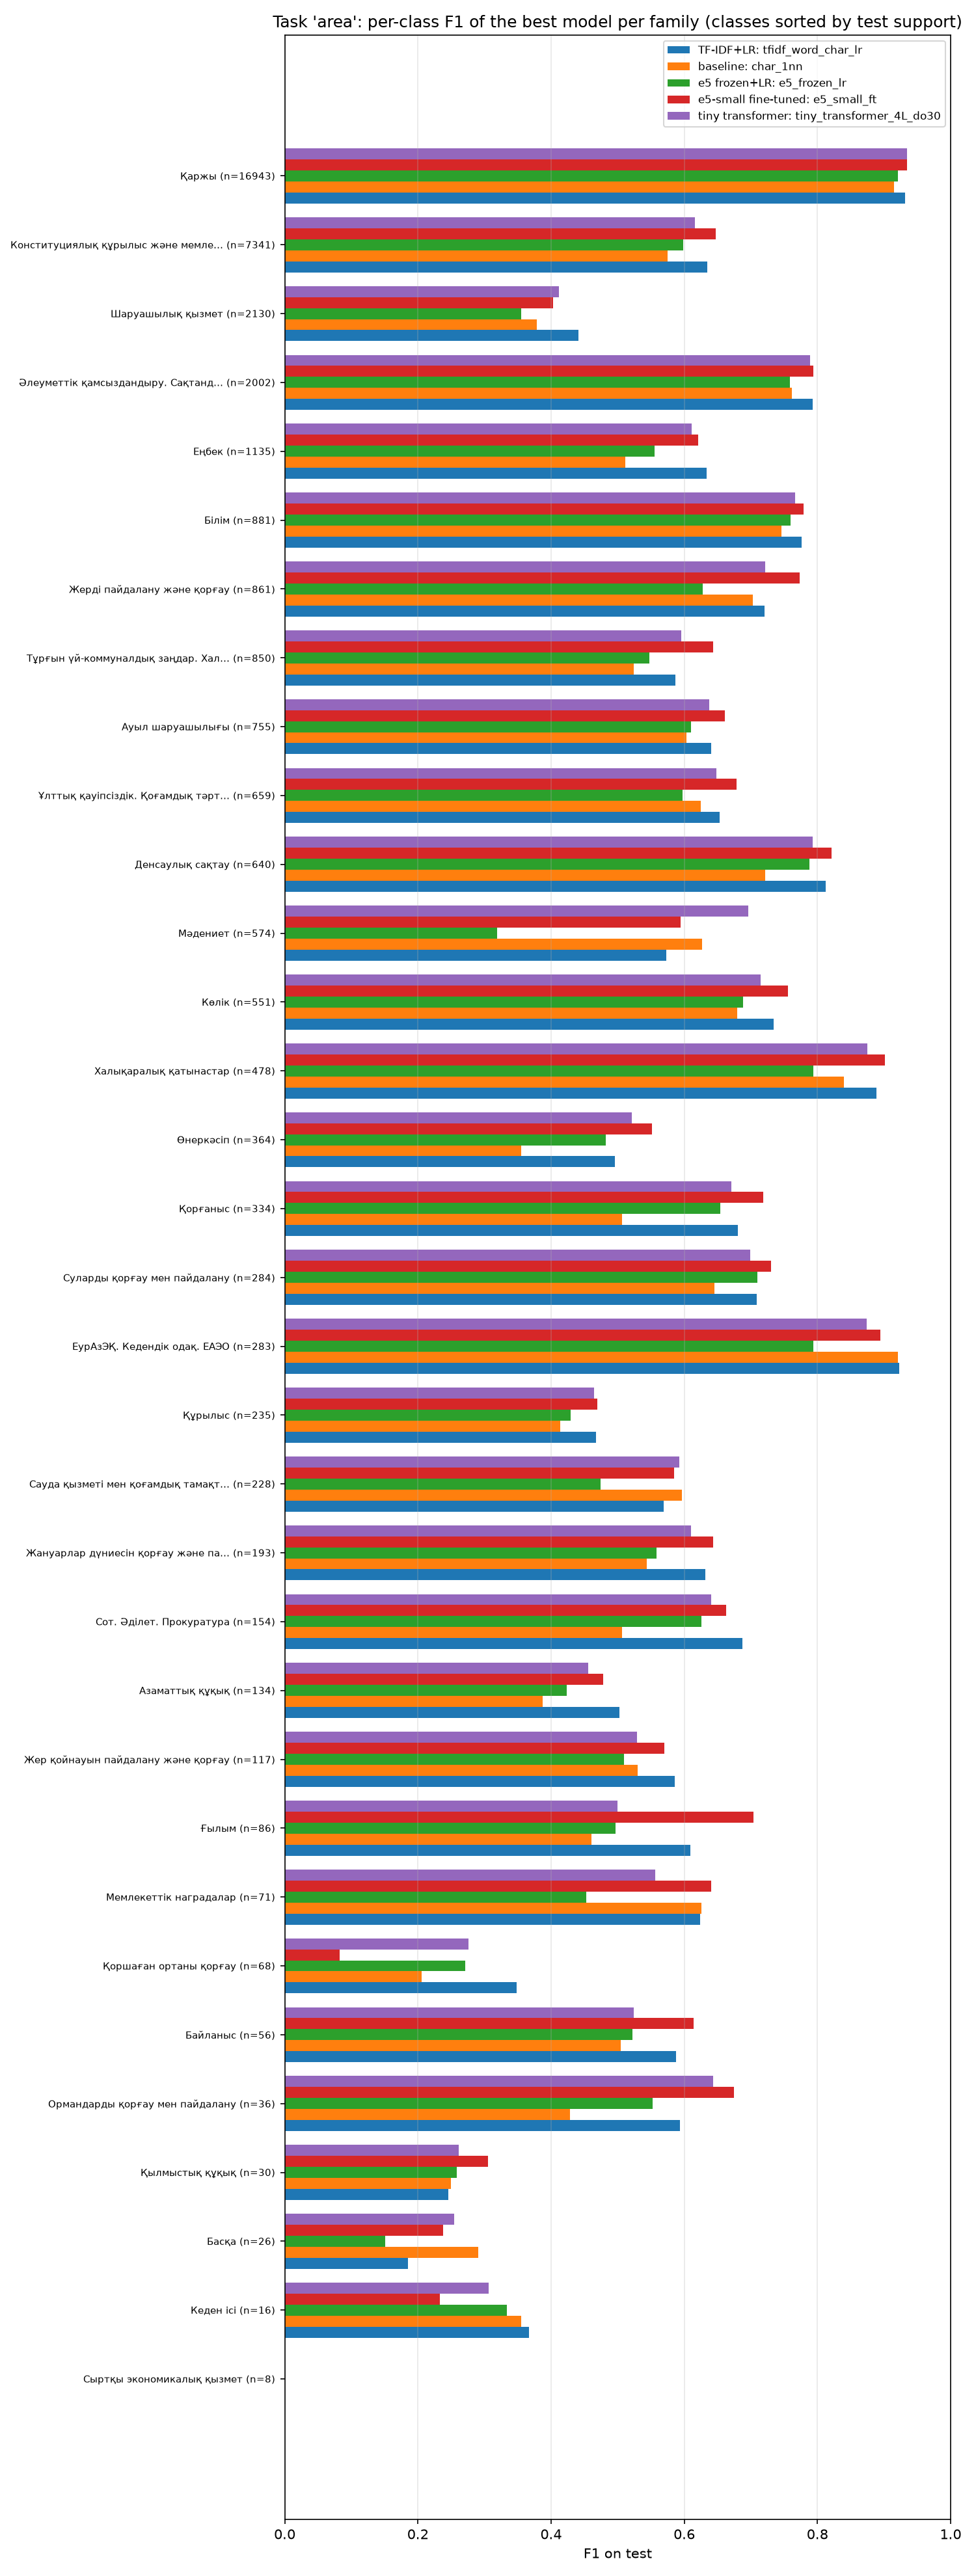 Task 'area': per-class F1 of the best model per family (classes sorted by test support)
TF-IDF+LR: tfidf_word_char_lr
baseline: char_1nn
e5 frozen+LR: e5_frozen_lr
e5-small fine-tuned: e5_small_ft
tiny transformer: tiny_transformer_4L_do30
Қаржы (n=16943)
Конституциялық құрылыс және мемле... (n=7341)
Шаруашылық қызмет (n=2130)
Әлеуметтік қамсыздандыру. Сақтанд... (n=2002)
Еңбек (n=1135)
Білім (n=881)
Жерді пайдалану және қорғау (n=861)
Тұрғын үй-коммуналдық заңдар. Хал... (n=850)
Ауыл шаруашылығы (n=755)
Ұлттық қауіпсіздік. Қоғамдық тәрт... (n=659)
Денсаулық сақтау (n=640)
Мәдениет (n=574)
Көлік (n=551)
Халықаралық қатынастар (n=478)
Өнеркәсіп (n=364)
Қорғаныс (n=334)
Суларды қорғау мен пайдалану (n=284)
ЕурАзЭҚ. Кедендік одақ. ЕАЭО (n=283)
Құрылыс (n=235)
Сауда қызметі мен қоғамдық тамақт... (n=228)
Жануарлар дүниесін қорғау және па... (n=193)
Сот. Әділет. Прокуратура (n=154)
Азаматтық құқық (n=134)
Жер қойнауын пайдалану және қорғау (n=117)
Ғылым (n=86)
Мемлекеттік наградалар (n=71)
Қоршаған ортаны қорғау (n=68)
Байланыс (n=56)
Ормандарды қорғау мен пайдалану (n=36)
Қылмыстық құқық (n=30)
Басқа (n=26)
Кеден ісі (n=16)
Сыртқы экономикалық қызмет (n=8)
0.0 0.2 0.4 0.6 0.8 1.0
F1 on test